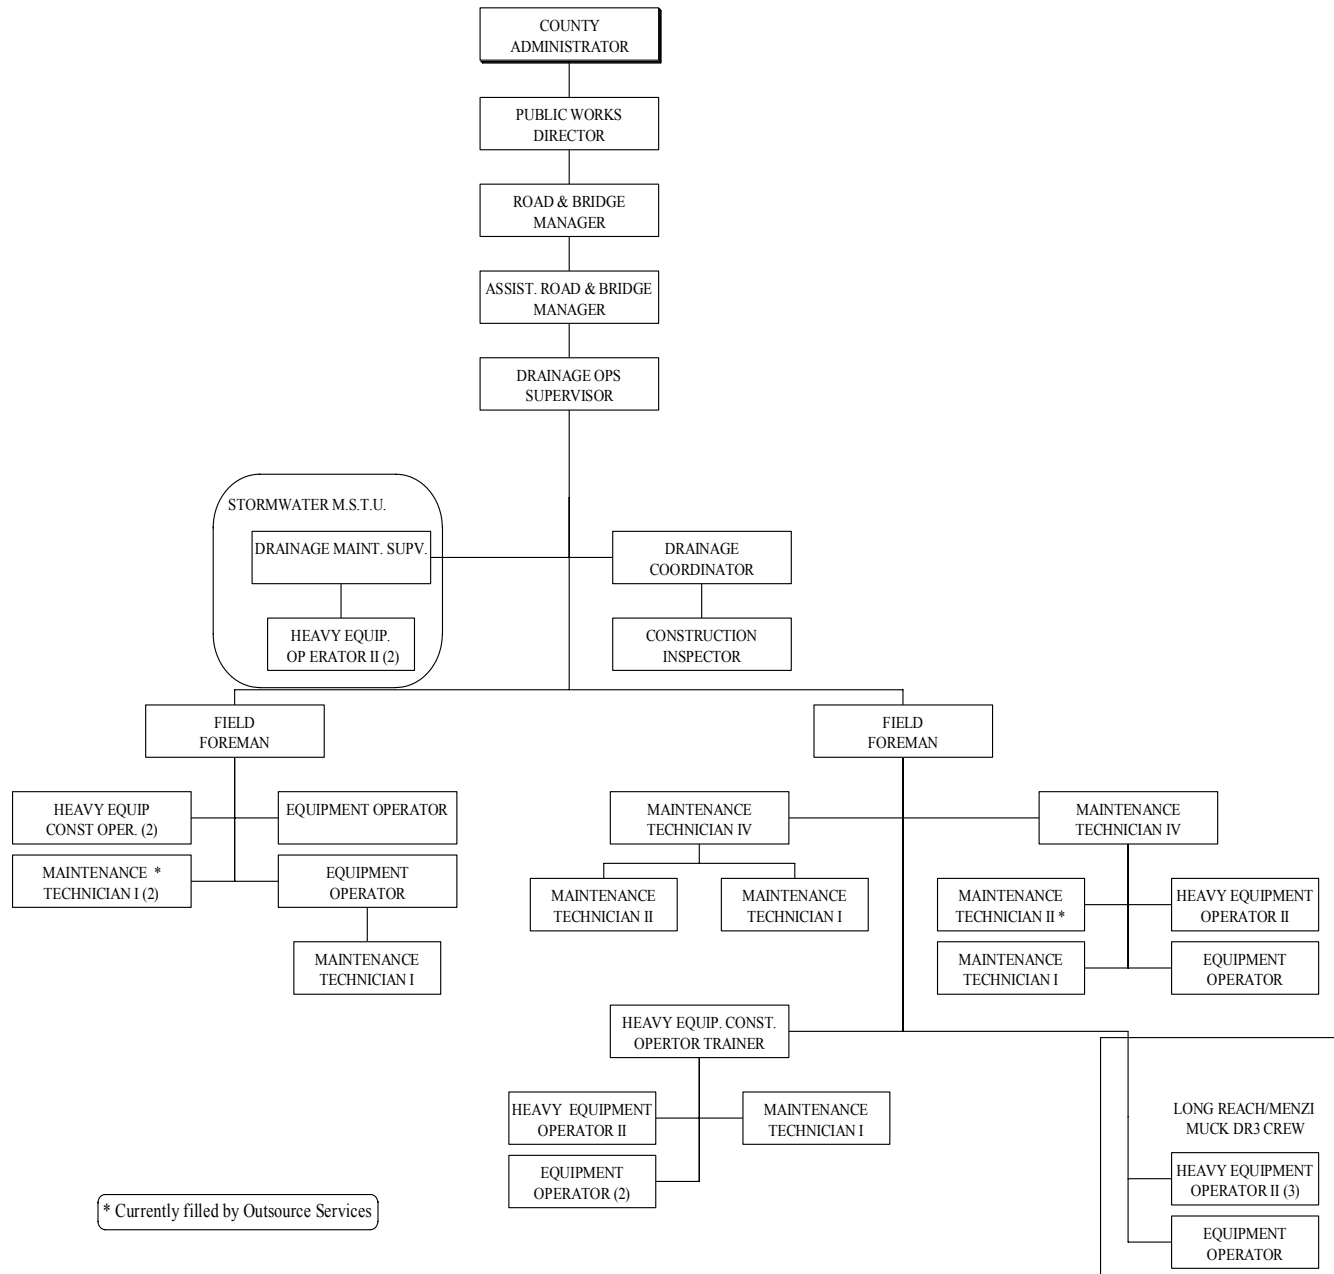 COUNTY
ADMINISTRATOR
PUBLIC WORKS
DIRECTOR
ROAD & BRIDGE
MANAGER
ASSIST. ROAD & BRIDGE
MANAGER
DRAINAGE OPS
SUPERVISOR
STORMWATER M.S.T.U.
DRAINAGE MAINT. SUPV.
HEAVY EQUIP.
OP ERATOR II (2)
DRAINAGE
COORDINATOR
CONSTRUCTION
INSPECTOR
FIELD
FOREMAN
HEAVY EQUIP
CONST OPER. (2)
EQUIPMENT OPERATOR
MAINTENANCE *
TECHNICIAN I (2)
EQUIPMENT
OPERATOR
MAINTENANCE
TECHNICIAN I
FIELD
FOREMAN
MAINTENANCE
TECHNICIAN IV
MAINTENANCE
TECHNICIAN II
MAINTENANCE
TECHNICIAN I
MAINTENANCE
TECHNICIAN IV
MAINTENANCE
TECHNICIAN II *
HEAVY EQUIPMENT
OPERATOR II
MAINTENANCE
TECHNICIAN I
EQUIPMENT
OPERATOR
HEAVY EQUIP. CONST.
OPERTOR TRAINER
HEAVY EQUIPMENT
OPERATOR II
MAINTENANCE
TECHNICIAN I
EQUIPMENT
OPERATOR (2)
LONG REACH/MENZI
MUCK DR3 CREW
HEAVY EQUIPMENT
OPERATOR II (3)
EQUIPMENT
OPERATOR
* Currently filled by Outsource Services